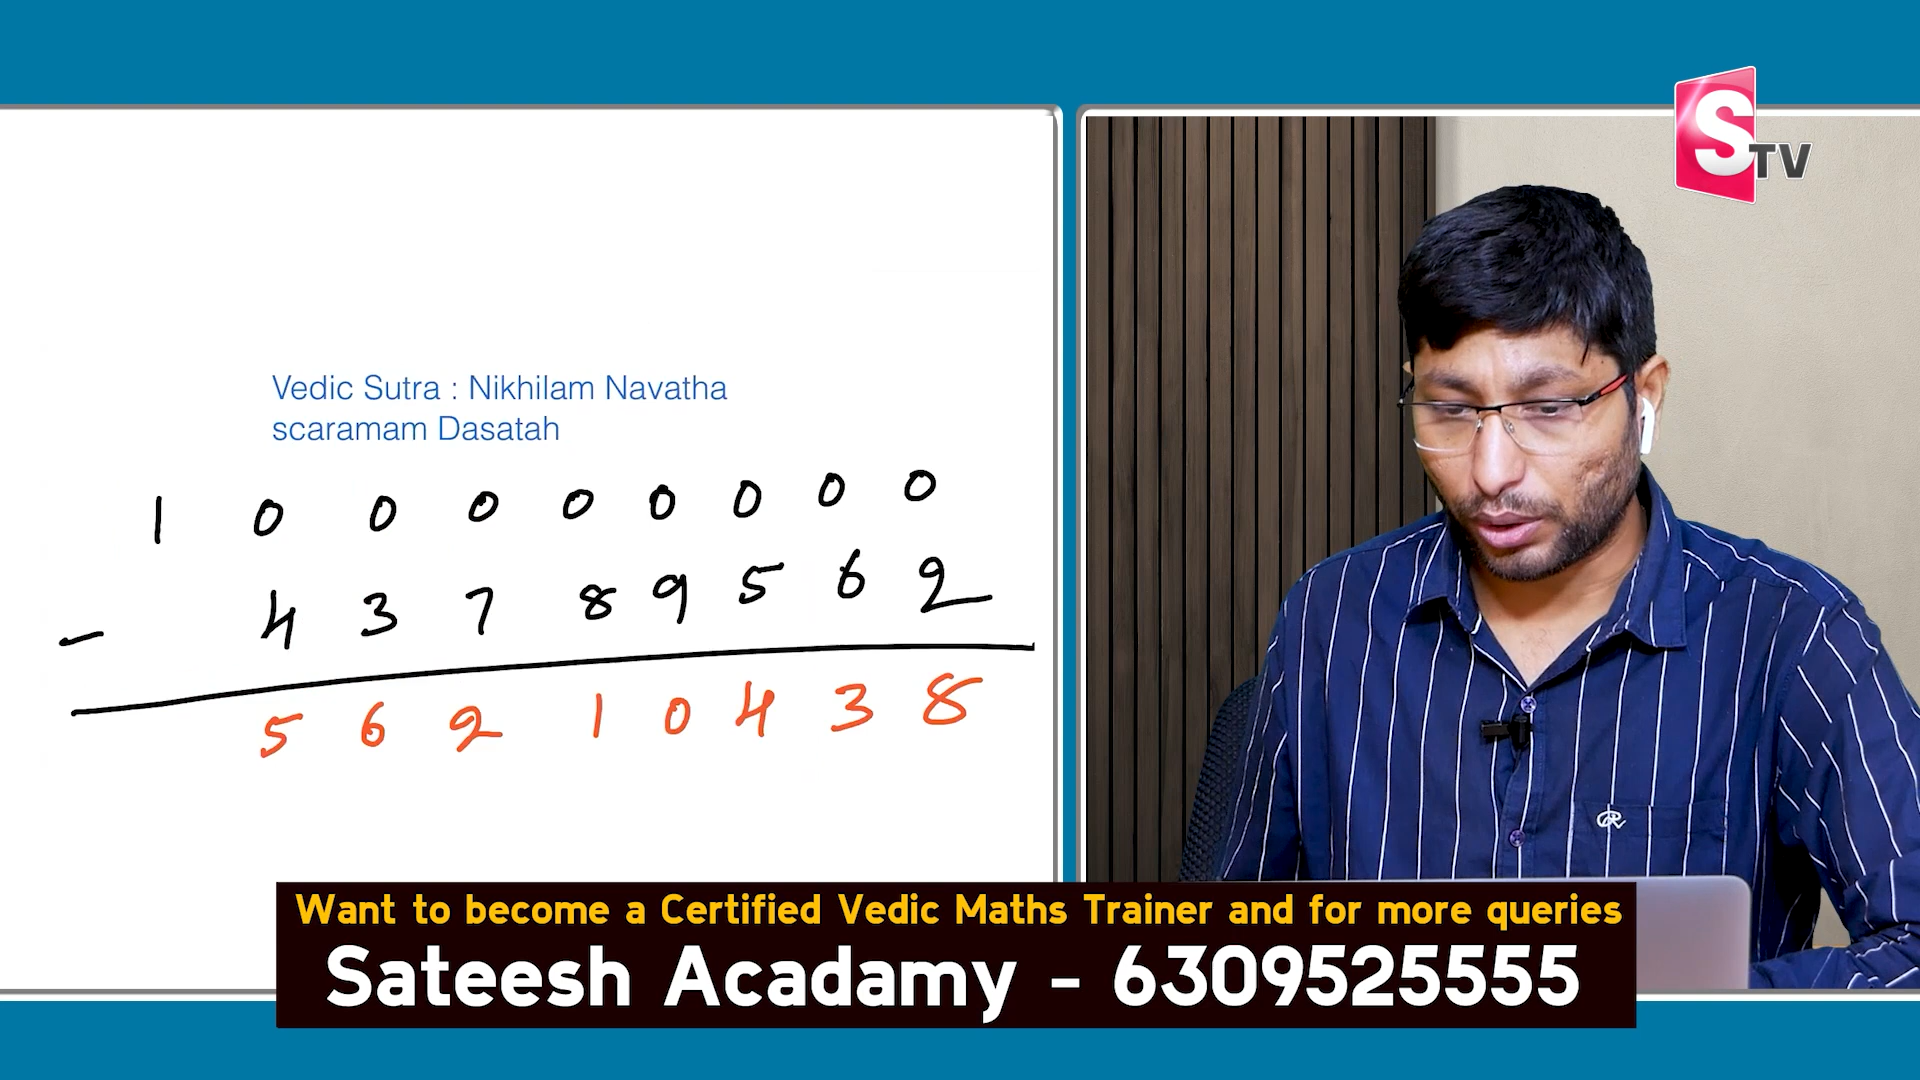 STV
Vedic Sutra : Nikhilam Navatha
scaramam Dasatah
1 0 0 0 0 0 0 0 0
- 4 3 7 8 9 5 6 2
5 6 2 1 0 4 3 8
Want to become a Certified Vedic Maths Trainer and for more queries
Sateesh Acadamy - 6309525555